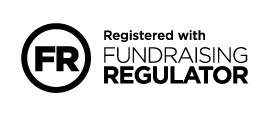 FR
Registered with
FUNDRAISING
REGULATOR